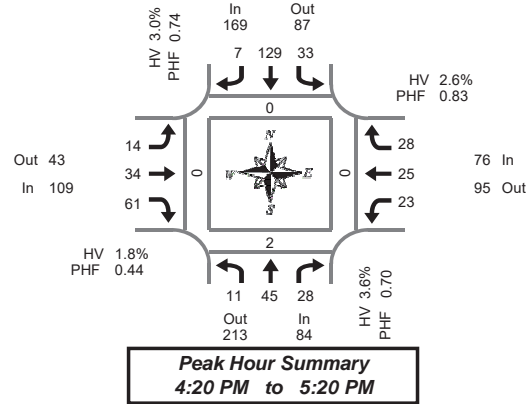 In Out
169 87
HV 3.0%
PHF 0.74
7 129 33
HV 2.6%
PHF 0.83
0
14
34
61
Out 43
In 109
0
N
W E
S
0
28
25
23
76 In
95 Out
2
HV 1.8%
PHF 0.44
11 45 28
Out In
213 84
HV 3.6%
PHF 0.70
Peak Hour Summary
4:20 PM to 5:20 PM